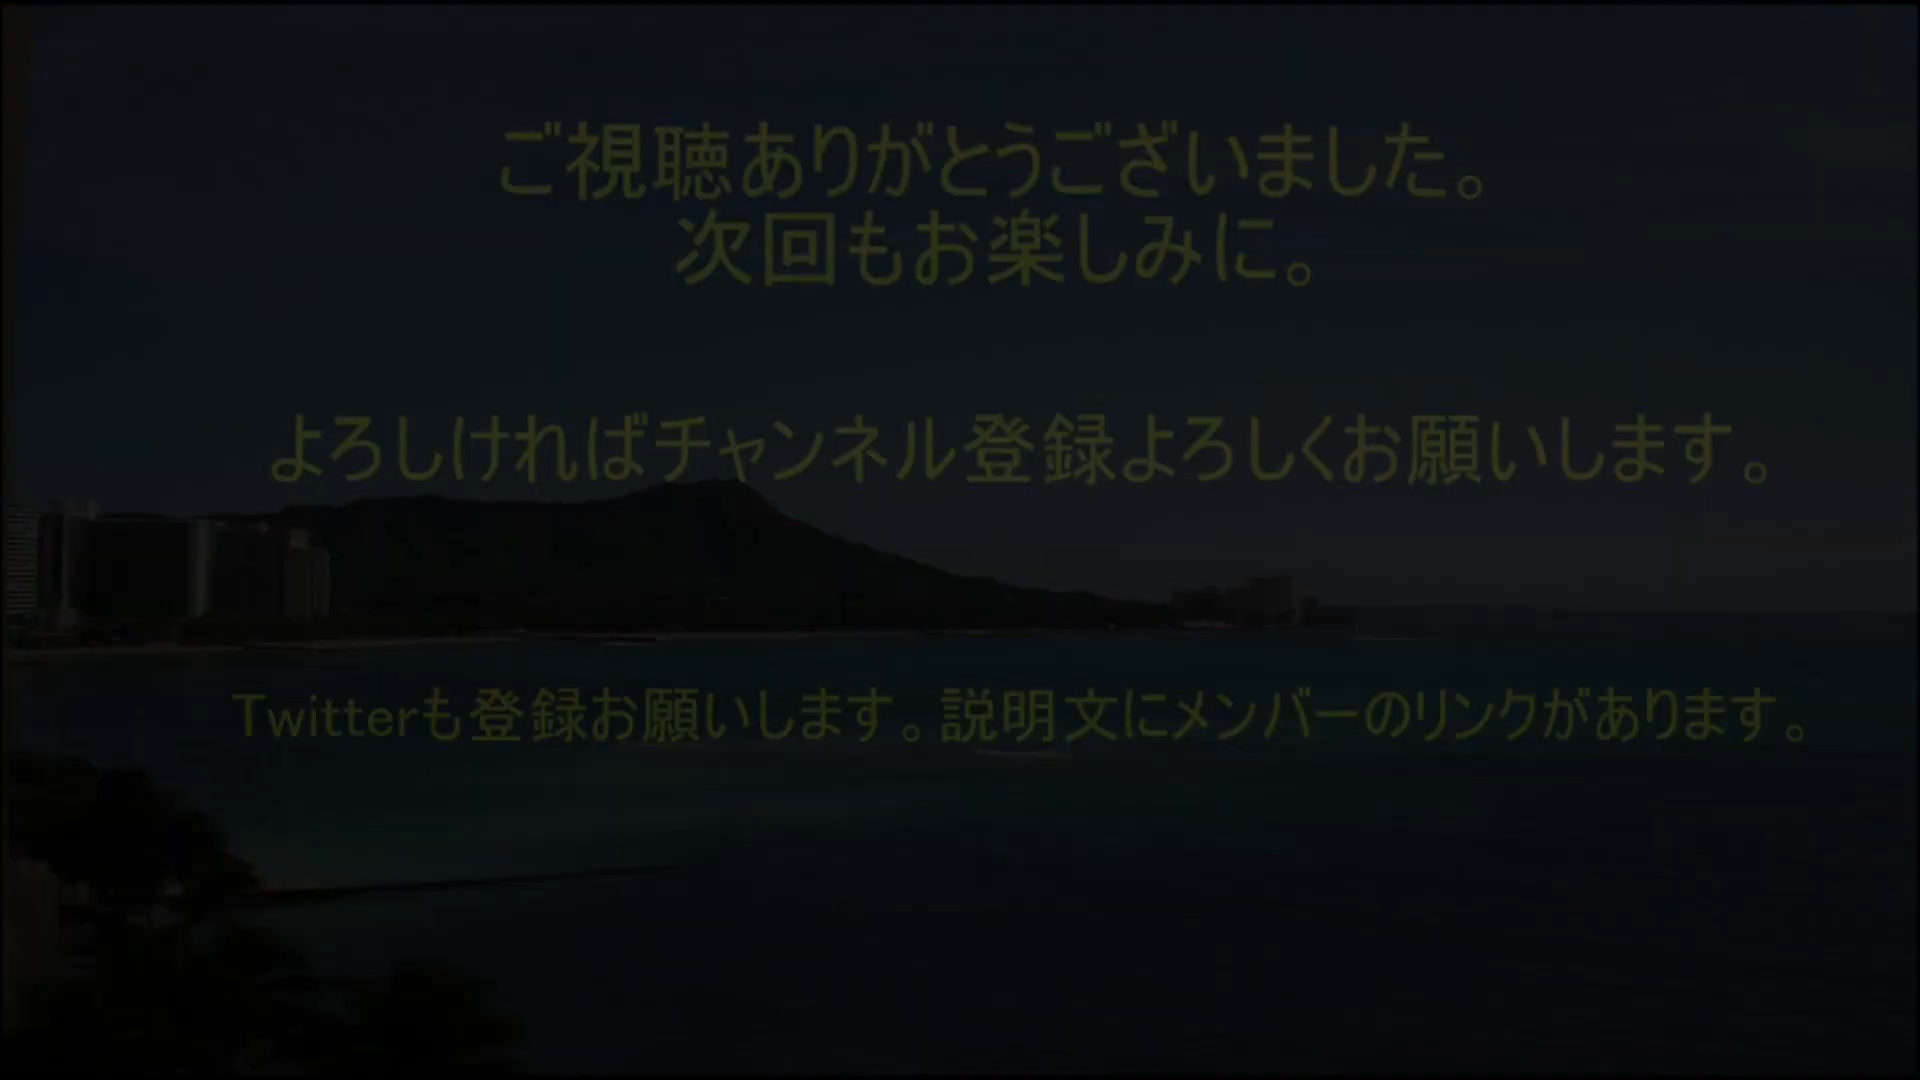 ご視聴ありがとうございました。
次回もお楽しみに。
よろしければチャンネル登録よろしくお願いします。
Twitterも登録お願いします。説明文にメンバーのリンクがあります。